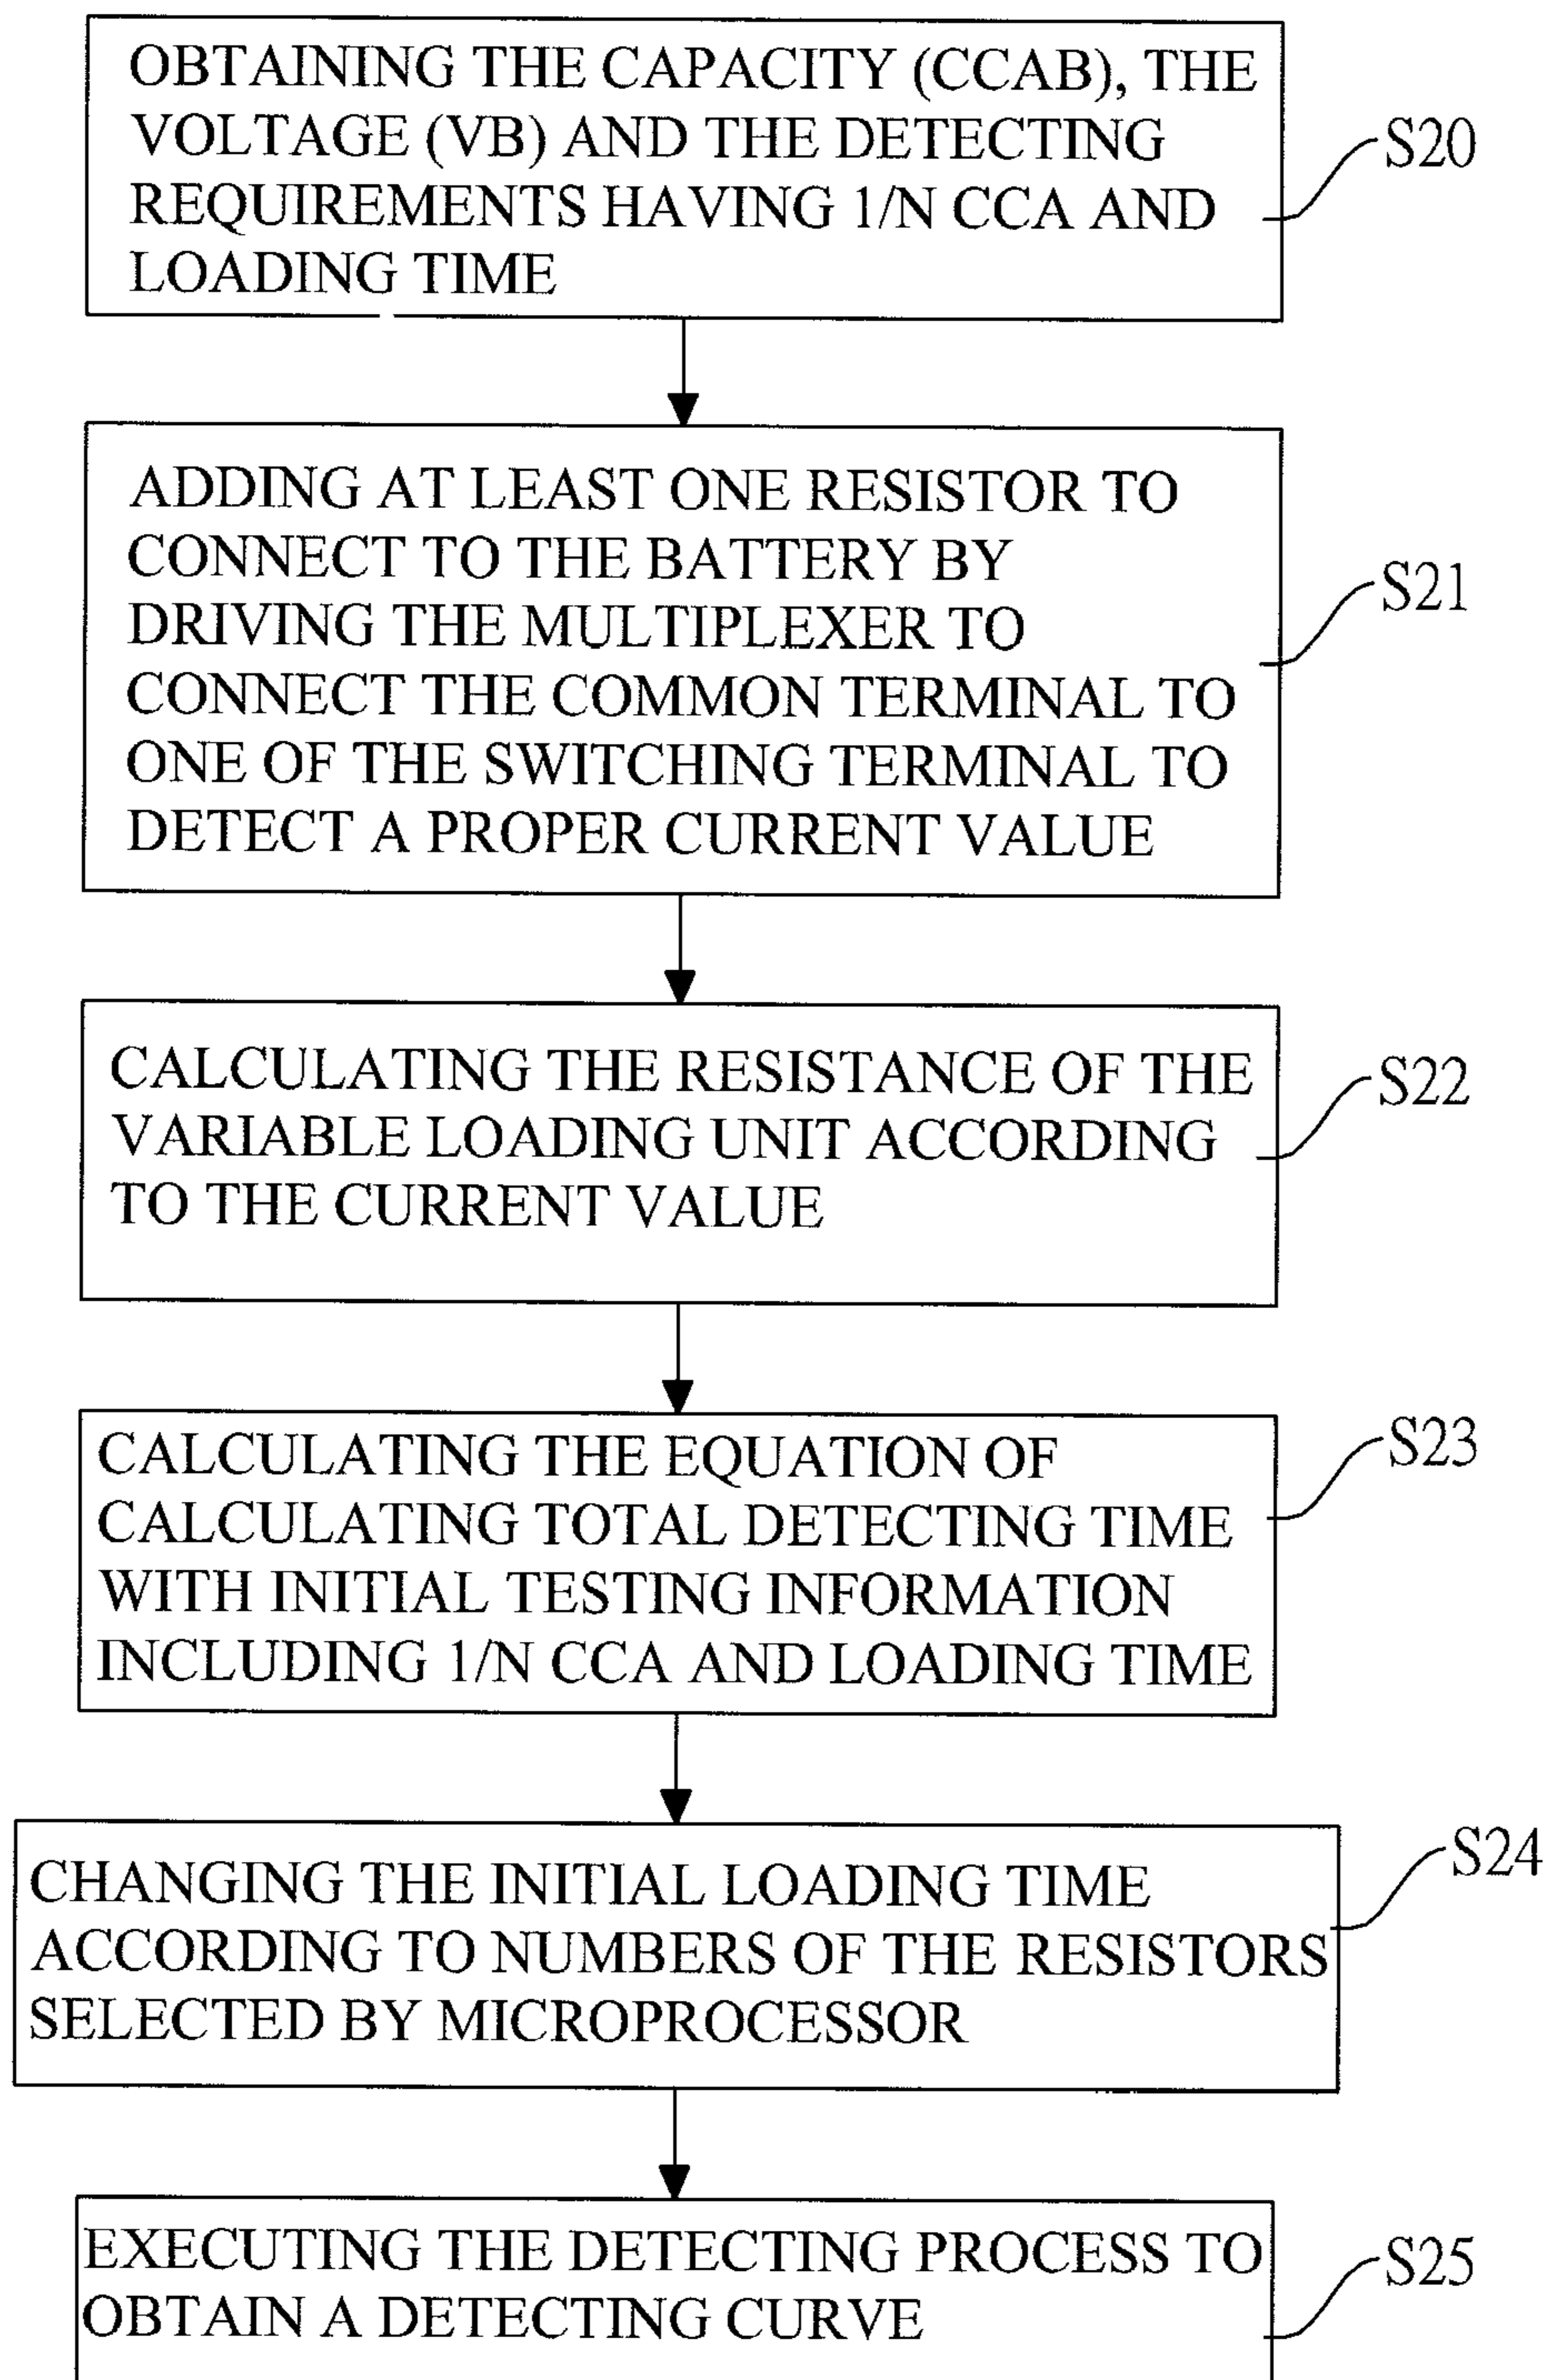 OBTAINING THE CAPACITY (CCAB), THE
VOLTAGE (VB) AND THE DETECTING
REQUIREMENTS HAVING 1/N CCA AND
LOADING TIME
S20
ADDING AT LEAST ONE RESISTOR TO
CONNECT TO THE BATTERY BY
DRIVING THE MULTIPLEXER TO
CONNECT THE COMMON TERMINAL TO
ONE OF THE SWITCHING TERMINAL TO
DETECT A PROPER CURRENT VALUE
S21
CALCULATING THE RESISTANCE OF THE
VARIABLE LOADING UNIT ACCORDING
TO THE CURRENT VALUE
S22
CALCULATING THE EQUATION OF
CALCULATING TOTAL DETECTING TIME
WITH INITIAL TESTING INFORMATION
INCLUDING 1/N CCA AND LOADING TIME
S23
CHANGING THE INITIAL LOADING TIME
ACCORDING TO NUMBERS OF THE RESISTORS
SELECTED BY MICROPROCESSOR
S24
EXECUTING THE DETECTING PROCESS TO
OBTAIN A DETECTING CURVE
S25